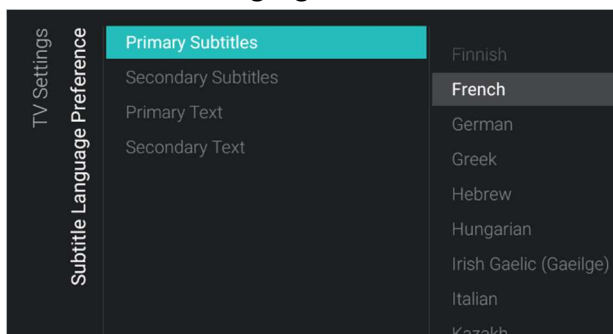 TV Settings
Subtitle Language Preference
Primary Subtitles
Secondary Subtitles
Primary Text
Secondary Text
Finnish
French
German
Greek
Hebrew
Hungarian
Irish Gaelic (Gaeilge)
Italian
Kazakh